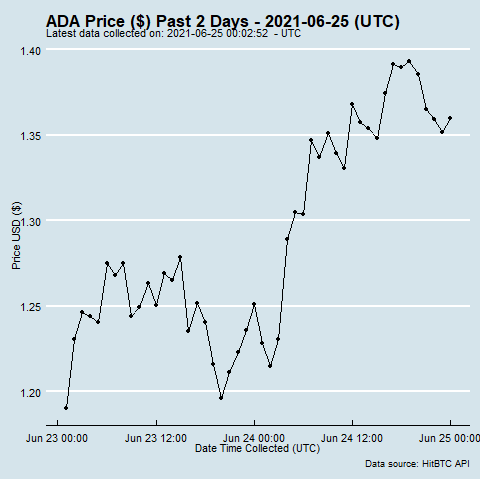 ADA Price ($) Past 2 Days - 2021-06-25 (UTC)
Latest data collected on: 2021-06-25 00:02:52 - UTC
1.40
1.35
1.30
1.25
1.20
Price USD ($)
Jun 23 00:00 Jun 23 12:00 Jun 24 00:00 Jun 24 12:00 Jun 25 00:00
Date Time Collected (UTC)
Data source: HitBTC API